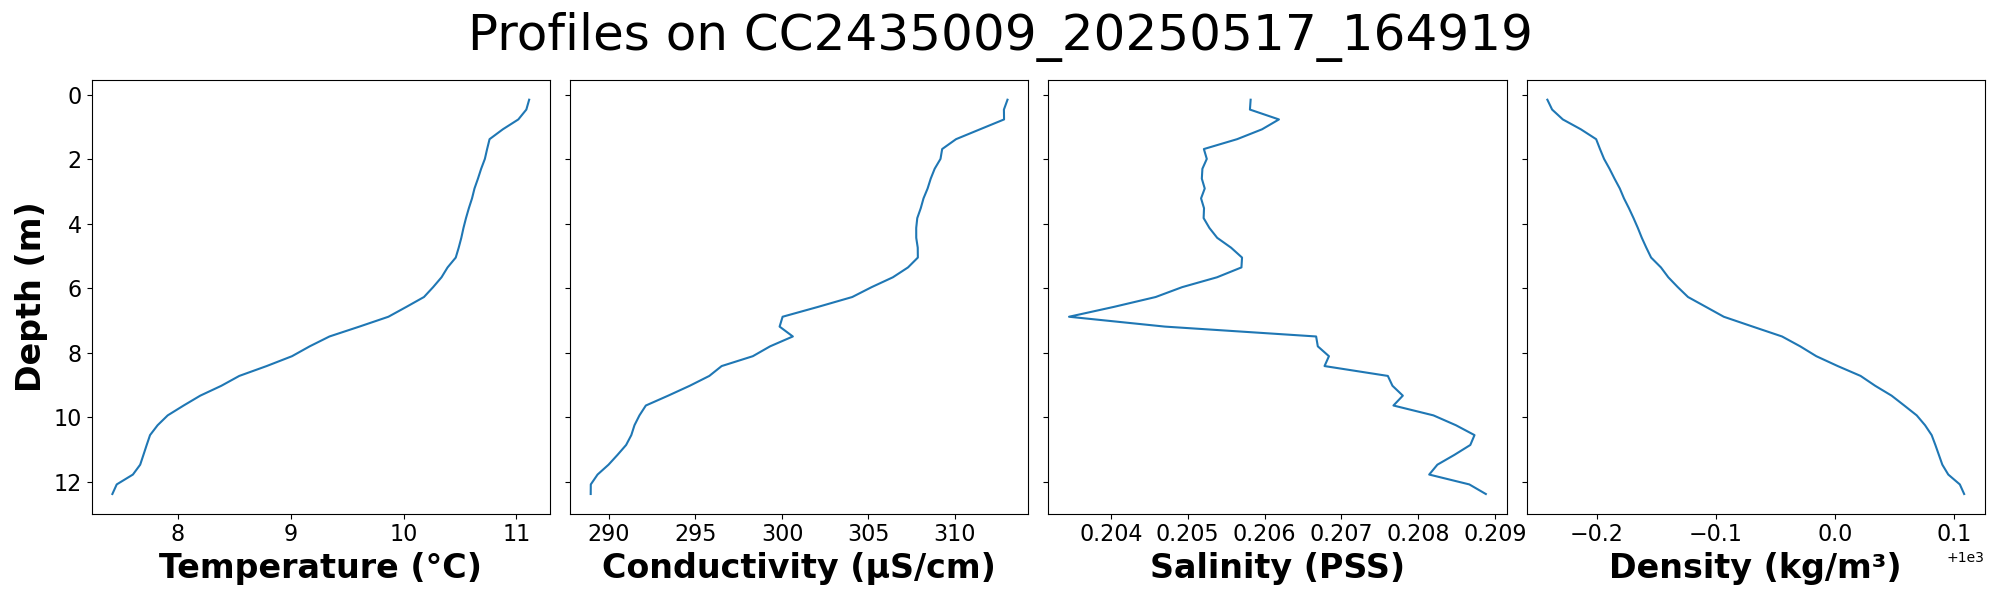 Profiles on CC2435009_20250517_164919
Depth (m)
0
2
4
6
8
10
12
8 9 10 11
Temperature (°C)
290 295 300 305 310
Conductivity (µS/cm)
0.204 0.205 0.206 0.207 0.208 0.209
Salinity (PSS)
−0.2 −0.1 0.0 0.1
+1e3
Density (kg/m³)